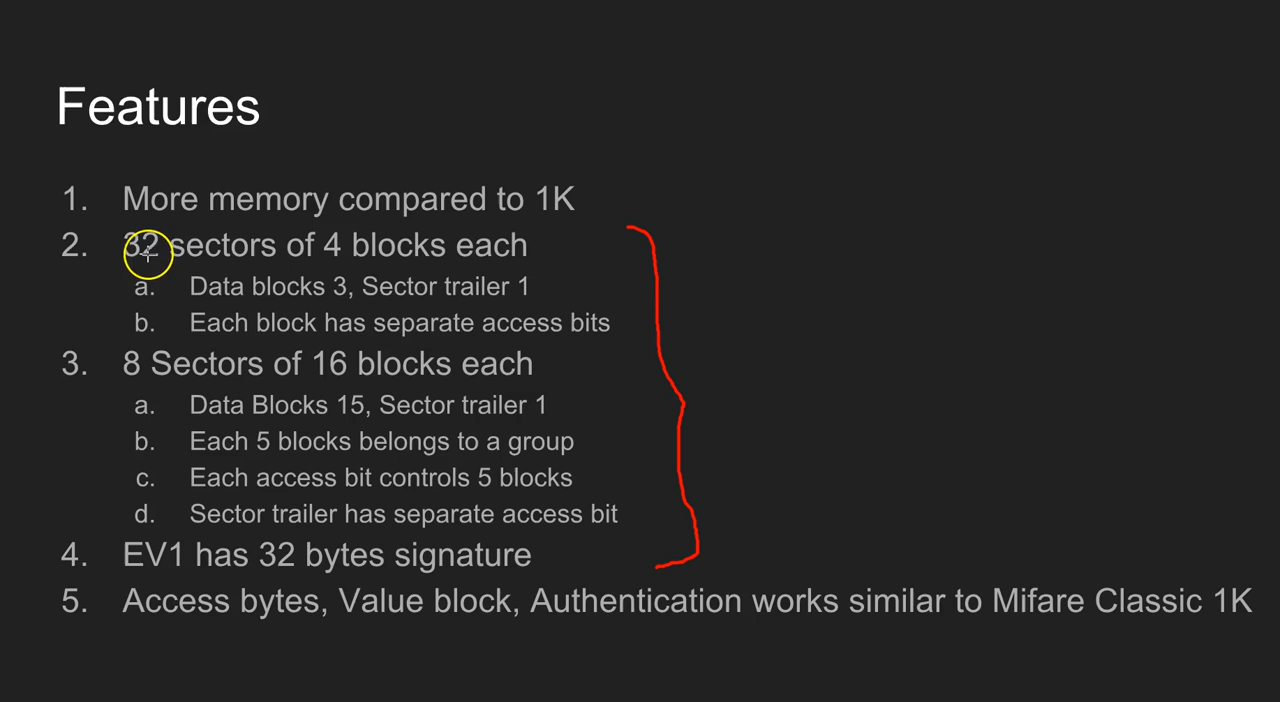 Features
1. More memory compared to 1K
2. 32 sectors of 4 blocks each
a. Data blocks 3, Sector trailer 1
b. Each block has separate access bits
3. 8 Sectors of 16 blocks each
a. Data Blocks 15, Sector trailer 1
b. Each 5 blocks belongs to a group
c. Each access bit controls 5 blocks
d. Sector trailer has separate access bit
4. EV1 has 32 bytes signature
5. Access bytes, Value block, Authentication works similar to Mifare Classic 1K